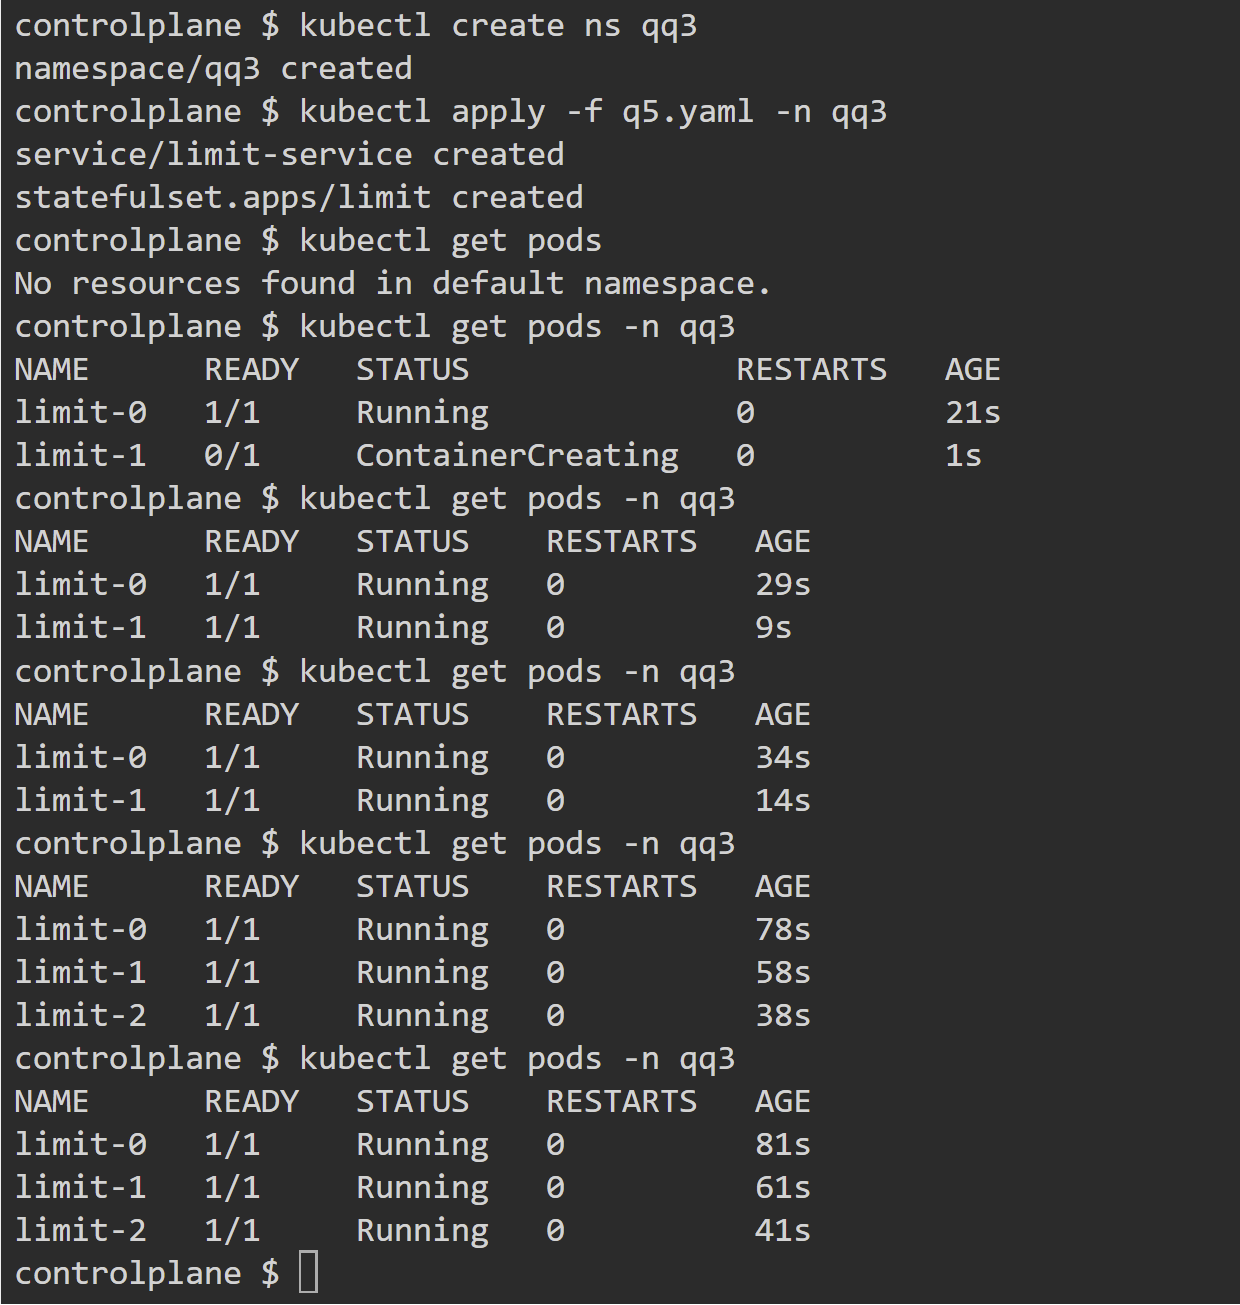 controlplane $ kubectl create ns qq3
namespace/qq3 created
controlplane $ kubectl apply -f q5.yaml -n qq3
service/limit-service created
statefulset.apps/limit created
controlplane $ kubectl get pods
No resources found in default namespace.
controlplane $ kubectl get pods -n qq3
NAME      READY   STATUS              RESTARTS   AGE
limit-0   1/1     Running             0          21s
limit-1   0/1     ContainerCreating   0          1s
controlplane $ kubectl get pods -n qq3
NAME      READY   STATUS    RESTARTS   AGE
limit-0   1/1     Running   0          29s
limit-1   1/1     Running   0          9s
controlplane $ kubectl get pods -n qq3
NAME      READY   STATUS    RESTARTS   AGE
limit-0   1/1     Running   0          34s
limit-1   1/1     Running   0          14s
controlplane $ kubectl get pods -n qq3
NAME      READY   STATUS    RESTARTS   AGE
limit-0   1/1     Running   0          78s
limit-1   1/1     Running   0          58s
limit-2   1/1     Running   0          38s
controlplane $ kubectl get pods -n qq3
NAME      READY   STATUS    RESTARTS   AGE
limit-0   1/1     Running   0          81s
limit-1   1/1     Running   0          61s
limit-2   1/1     Running   0          41s
controlplane $